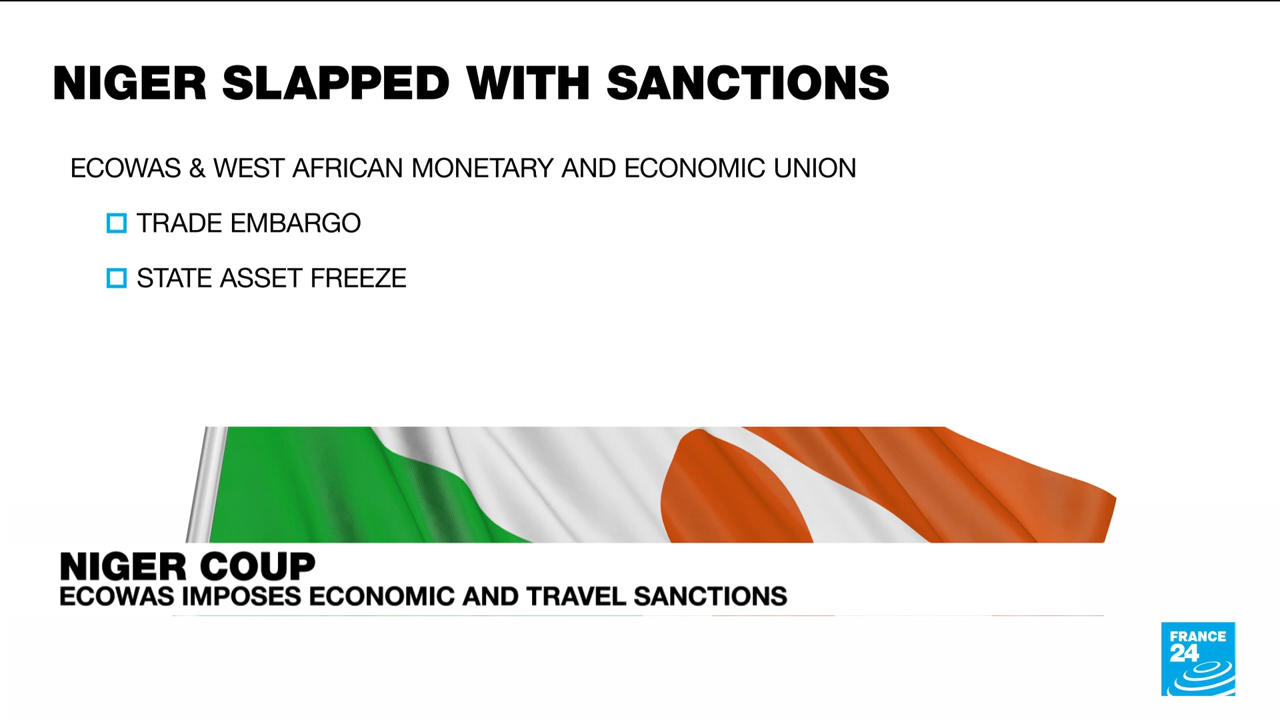 NIGER SLAPPED WITH SANCTIONS
ECOWAS & WEST AFRICAN MONETARY AND ECONOMIC UNION
TRADE EMBARGO
STATE ASSET FREEZE
NIGER COUP
ECOWAS IMPOSES ECONOMIC AND TRAVEL SANCTIONS
FRANCE
24